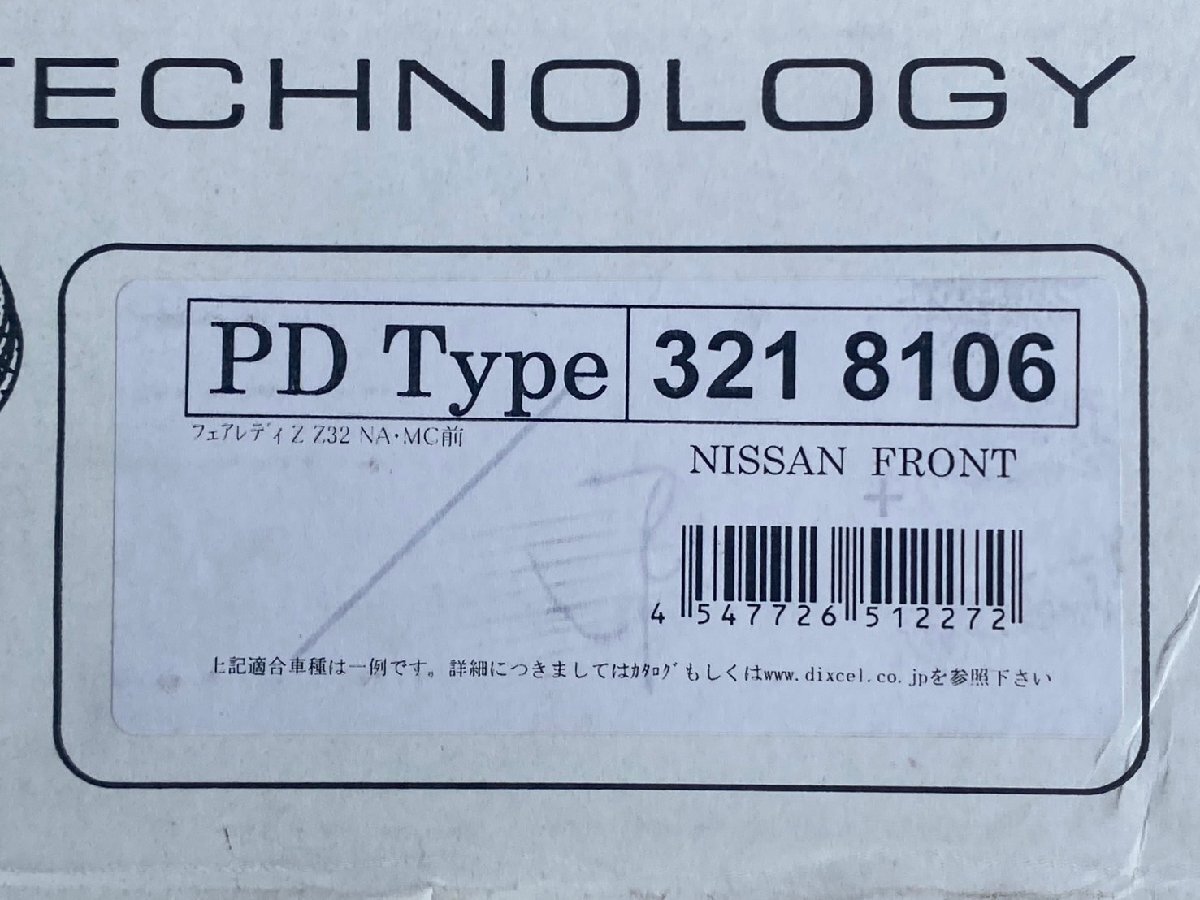 TECHNOLOGY
PD Type 321 8106
フェアレディZ Z32 NA・MC前
NISSAN FRONT
+
4 547726 512272
上記適合車種は一例です。詳細につきましてはカタログもしくはwww.dixcel.co.jpを参照下さい